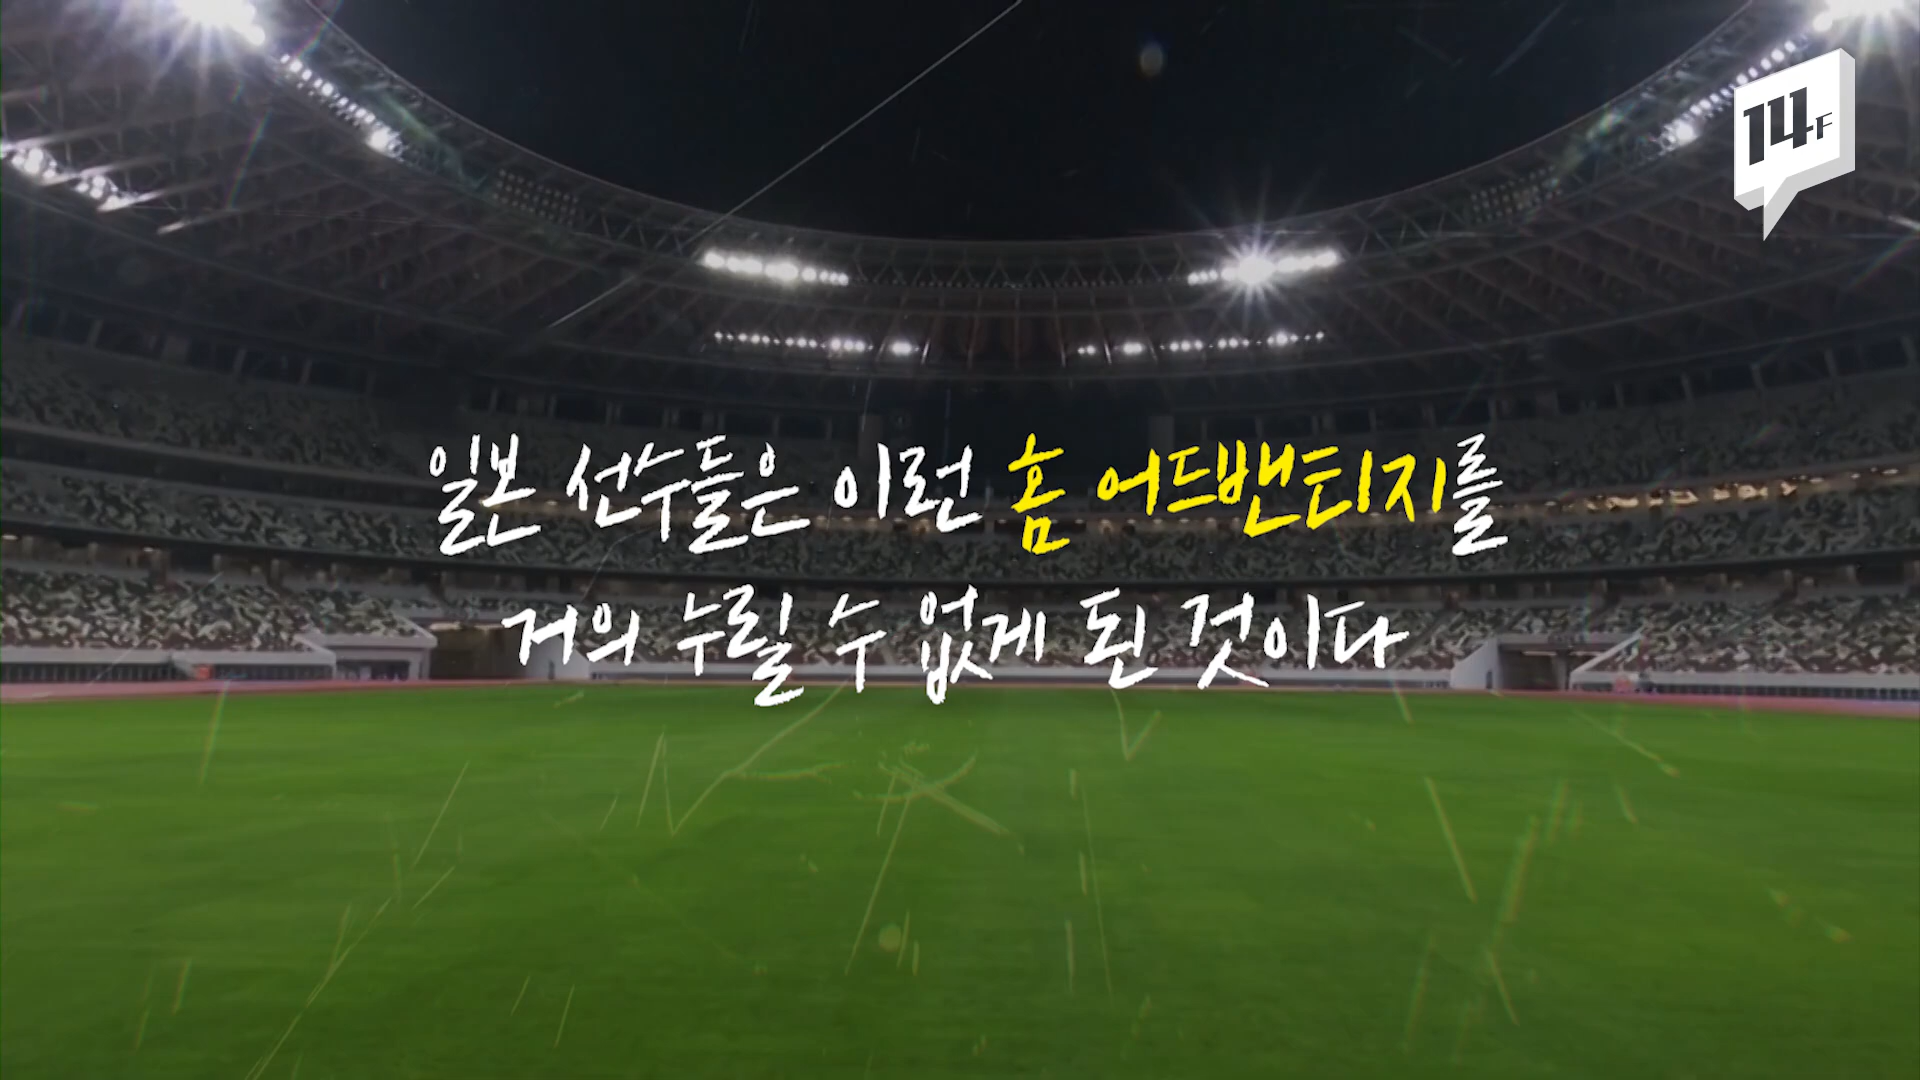 14F
일본 선수들은 이런 홈 어드밴티지를
거의 누릴 수 없게 된 것이다